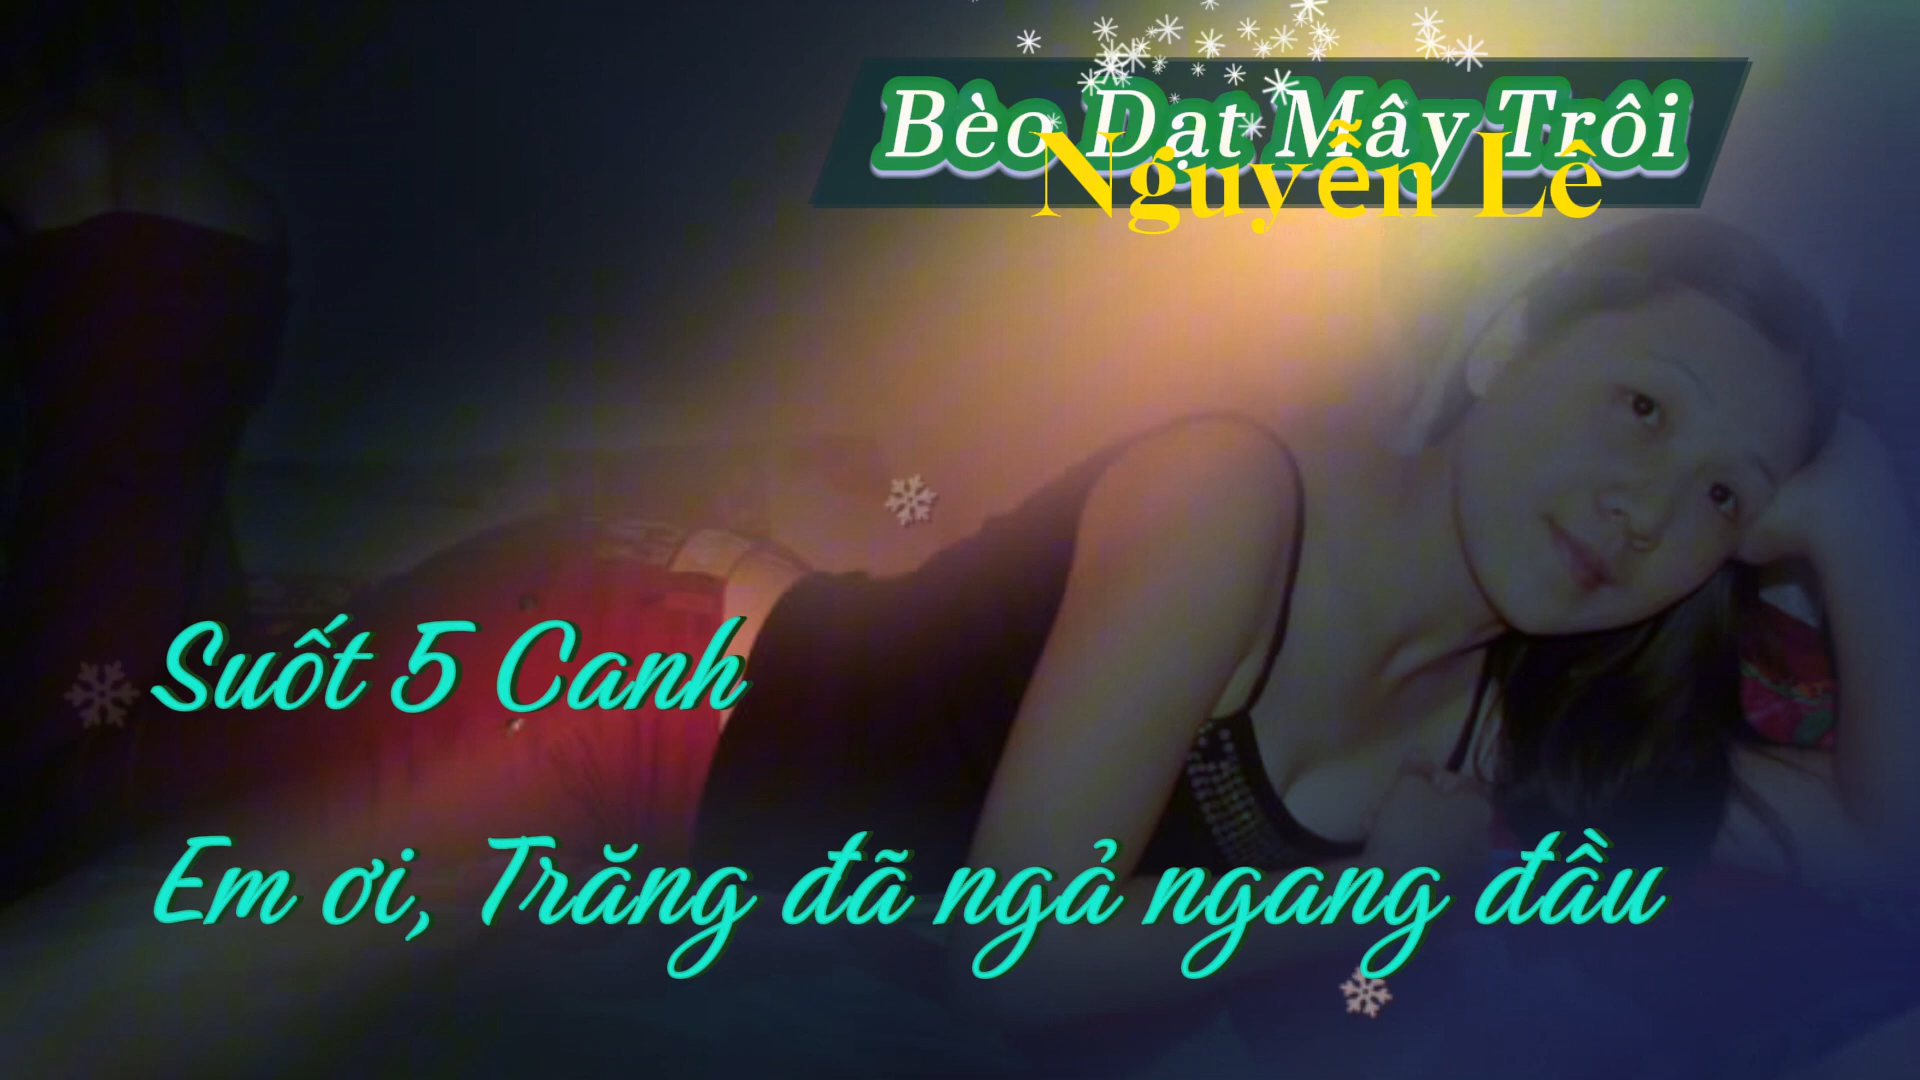 Bèo Dạt Mây Trôi
Nguyễn Lê
Suốt 5 Canh
Em ơi, Trăng đã ngả ngang đầu